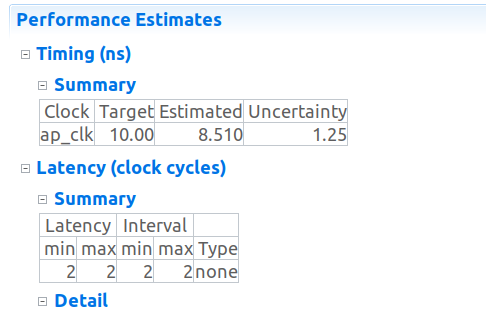 Performance Estimates
Timing (ns)
Summary
Clock Target Estimated Uncertainty
ap_clk 10.00 8.510 1.25
Latency (clock cycles)
Summary
Latency Interval
min max min max Type
2 2 2 2 none
Detail